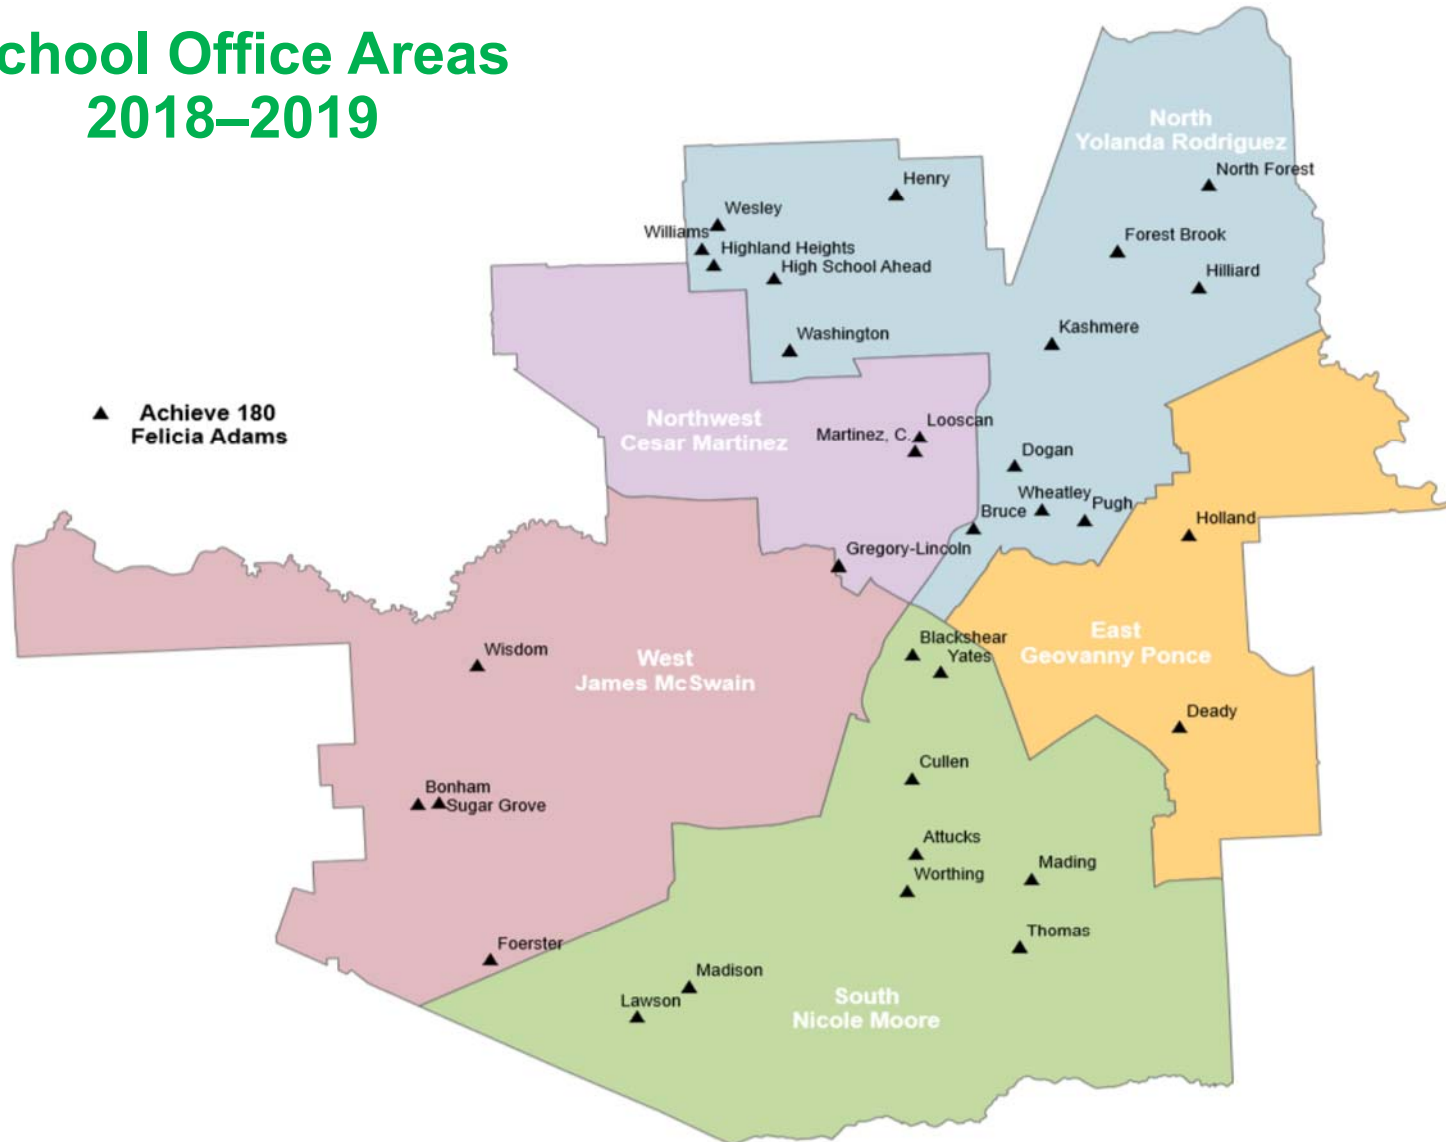 chool Office Areas
2018–2019
North
Yolanda Rodriguez
North Forest
Henry
Wesley
Williams
Highland Heights
High School Ahead
Forest Brook
Hilliard
Washington
Kashmere
Achieve 180
Felicia Adams
Northwest
Cesar Martinez
Looscan
Martinez, C.
Dogan
Wheatley
Pugh
Bruce
Holland
Gregory-Lincoln
Wisdom
West
James McSwain
Blackshear
Yates
East
Geovanny Ponce
Deady
Cullen
Bonham
Sugar Grove
Attucks
Worthing
Mading
Thomas
Foerster
Madison
Lawson
South
Nicole Moore